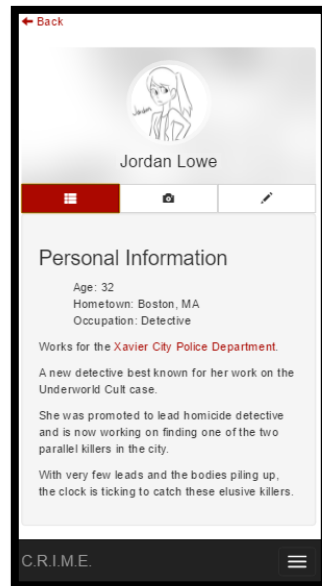 Back
Jordan
Jordan Lowe
Personal Information
Age: 32
Hometown: Boston, MA
Occupation: Detective
Works for the Xavier City Police Department.
A new detective best known for her work on the
Underworld Cult case.
She was promoted to lead homicide detective
and is now working on finding one of the two
parallel killers in the city.
With very few leads and the bodies piling up,
the clock is ticking to catch these elusive killers.
C.R.I.M.E.